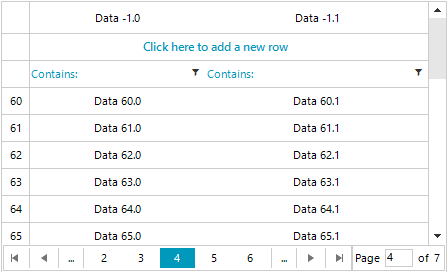 Data -1.0 Data -1.1
Click here to add a new row
Contains: Contains:
60 Data 60.0 Data 60.1
61 Data 61.0 Data 61.1
62 Data 62.0 Data 62.1
63 Data 63.0 Data 63.1
64 Data 64.0 Data 64.1
65 Data 65.0 Data 65.1
... 2 3 4 5 6 ... Page 4 of 7